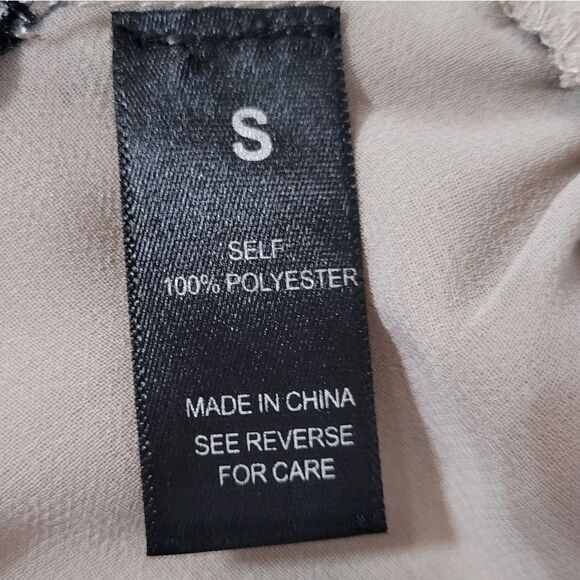 S
SELF:
100% POLYESTER
MADE IN CHINA
SEE REVERSE
FOR CARE